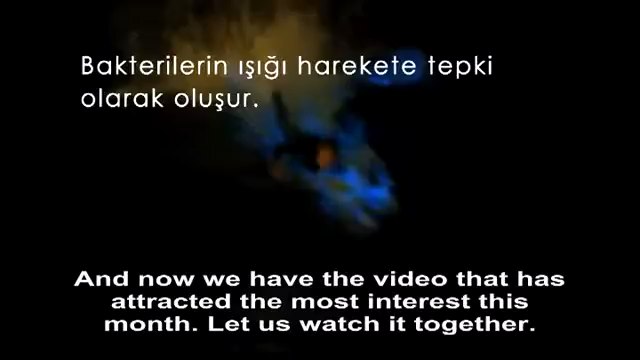 Bakterilerin ışığı harekete tepki
olarak oluşur.
And now we have the video that has
attracted the most interest this
month. Let us watch it together.